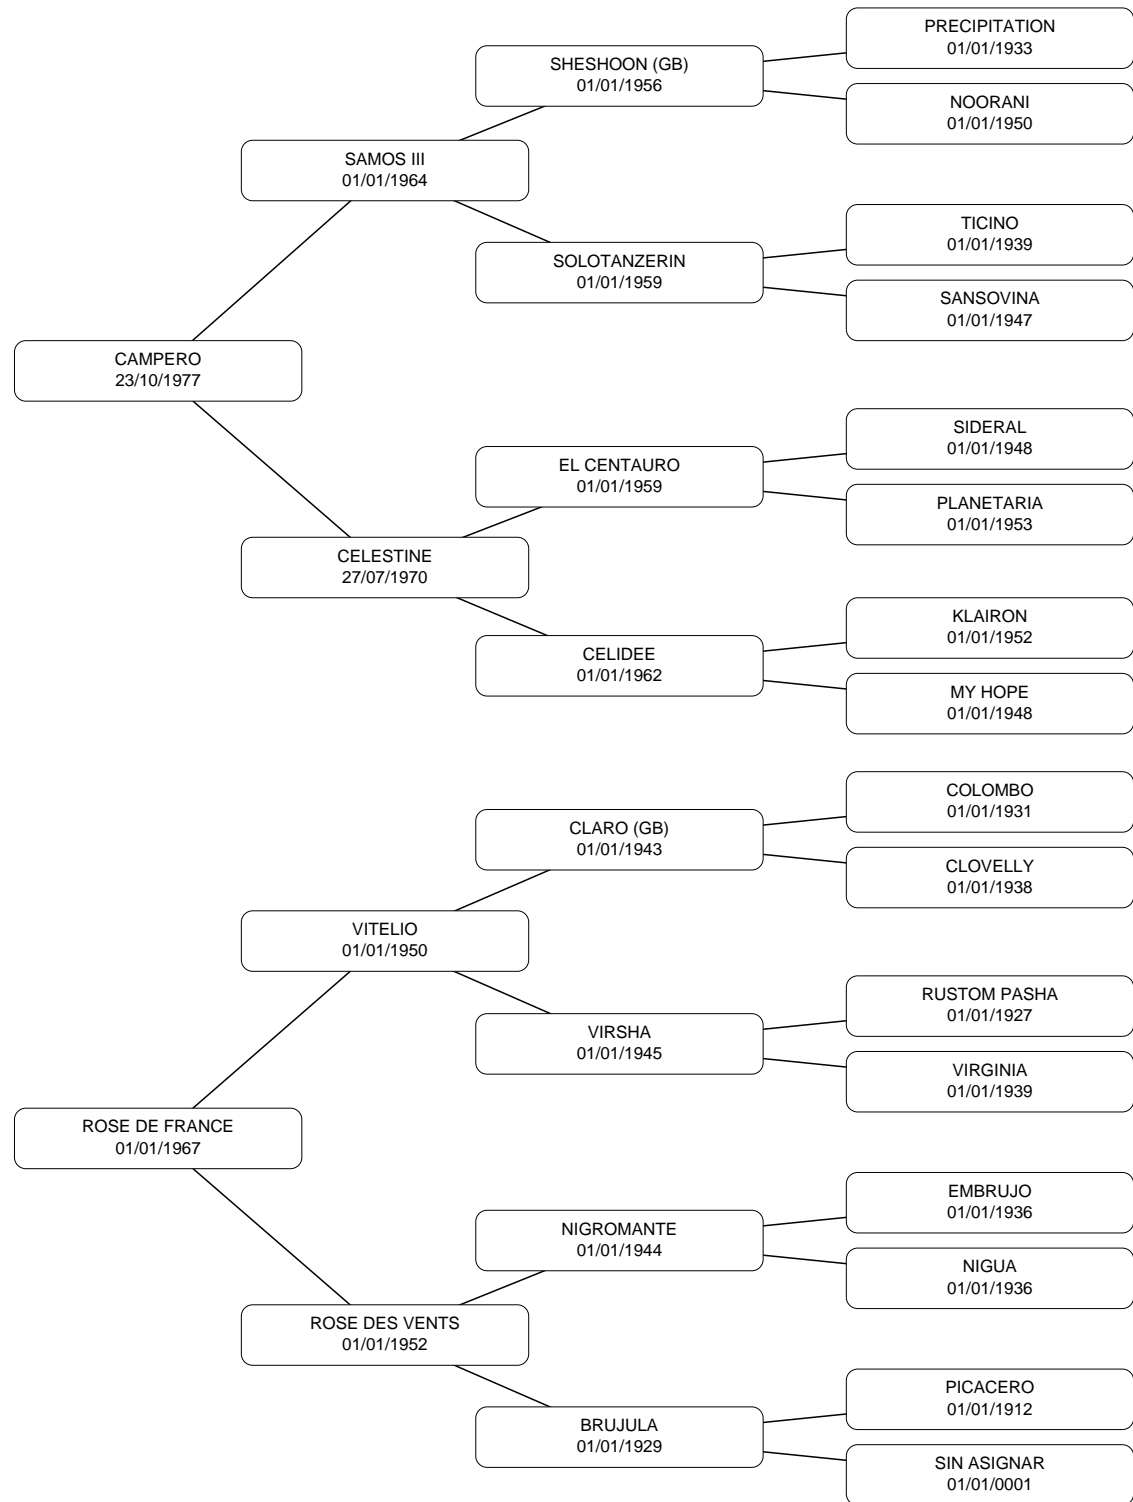 PRECIPITATION
01/01/1933
SHESHOON (GB)
01/01/1956
NOORANI
01/01/1950
SAMOS III
01/01/1964
TICINO
01/01/1939
SOLOTANZERIN
01/01/1959
SANSOVINA
01/01/1947
CAMPERO
23/10/1977
SIDERAL
01/01/1948
EL CENTAURO
01/01/1959
PLANETARIA
01/01/1953
CELESTINE
27/07/1970
KLAIRON
01/01/1952
CELIDEE
01/01/1962
MY HOPE
01/01/1948
COLOMBO
01/01/1931
CLARO (GB)
01/01/1943
CLOVELLY
01/01/1938
VITELIO
01/01/1950
RUSTOM PASHA
01/01/1927
VIRSHA
01/01/1945
VIRGINIA
01/01/1939
ROSE DE FRANCE
01/01/1967
EMBRUJO
01/01/1936
NIGROMANTE
01/01/1944
NIGUA
01/01/1936
ROSE DES VENTS
01/01/1952
PICACERO
01/01/1912
BRUJULA
01/01/1929
SIN ASIGNAR
01/01/0001